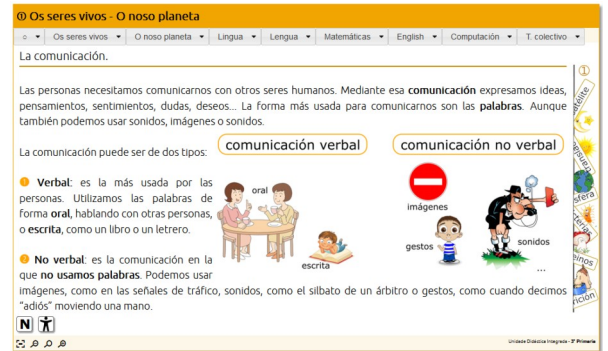 ① Os seres vivos - O noso planeta
Os seres vivos O noso planeta Lingua Lengua Matemáticas English Computación T. colectivo
La comunicación.
Las personas necesitamos comunicarnos con otros seres humanos. Mediante esa comunicación expresamos ideas,
pensamientos, sentimientos, dudas, deseos... La forma más usada para comunicarnos son las palabras. Aunque
también podemos usar sonidos, imágenes o sonidos.
La comunicación puede ser de dos tipos:
comunicación verbal
comunicación no verbal
❶ Verbal: es la más usada por las
personas. Utilizamos las palabras de
forma oral, hablando con otras personas,
o escrita, como un libro o un letrero.
oral
escrita
imágenes
gestos
sonidos
...
❷ No verbal: es la comunicación en la
que no usamos palabras. Podemos usar
imágenes, como en las señales de tráfico, sonidos, como el silbato de un árbitro o gestos, como cuando decimos
"adiós" moviendo una mano.
①
N
Unidade Didáctica Integrada - 3º Primaria